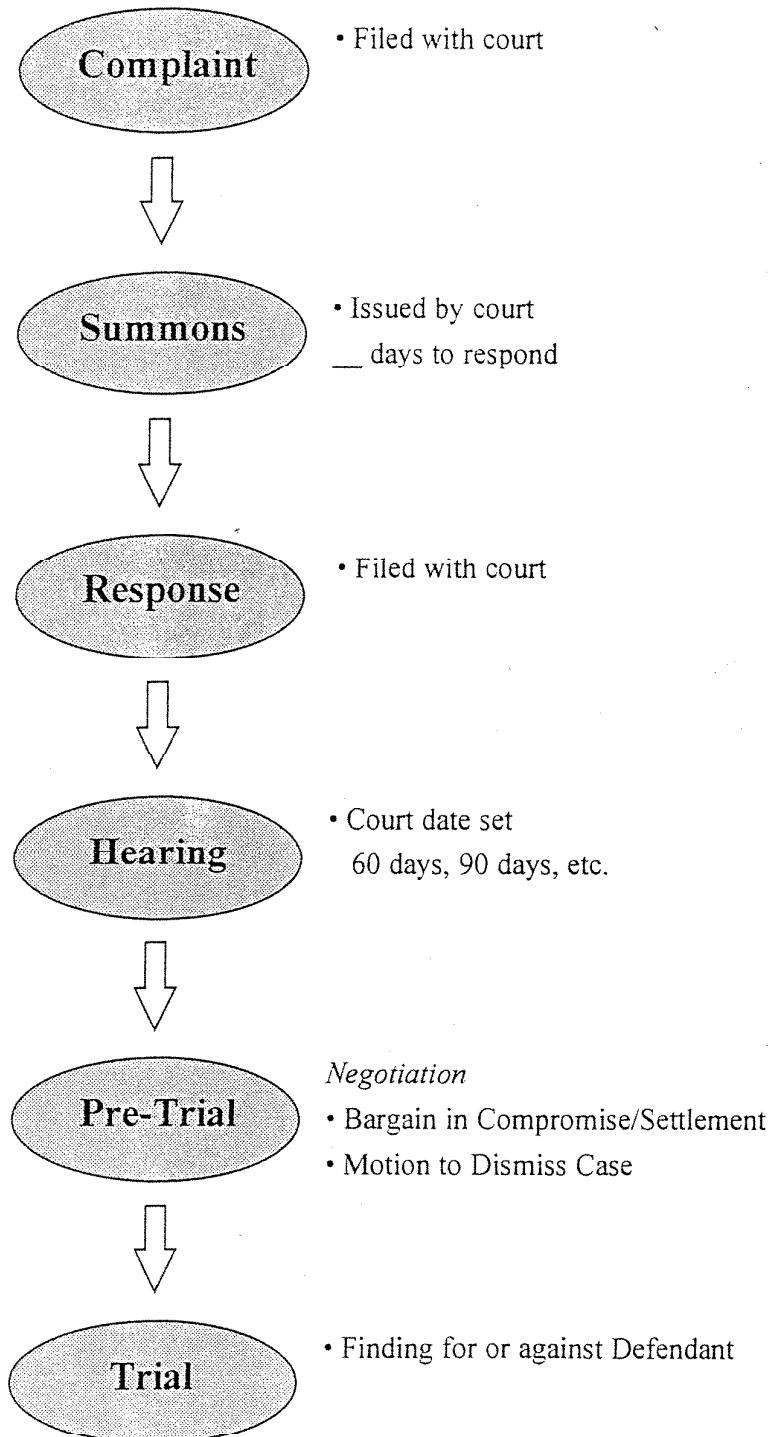 Complaint
• Filed with court
Summons
• Issued by court
__ days to respond
Response
• Filed with court
Hearing
• Court date set
60 days, 90 days, etc.
Pre-Trial
Negotiation
• Bargain in Compromise/Settlement
• Motion to Dismiss Case
Trial
• Finding for or against Defendant